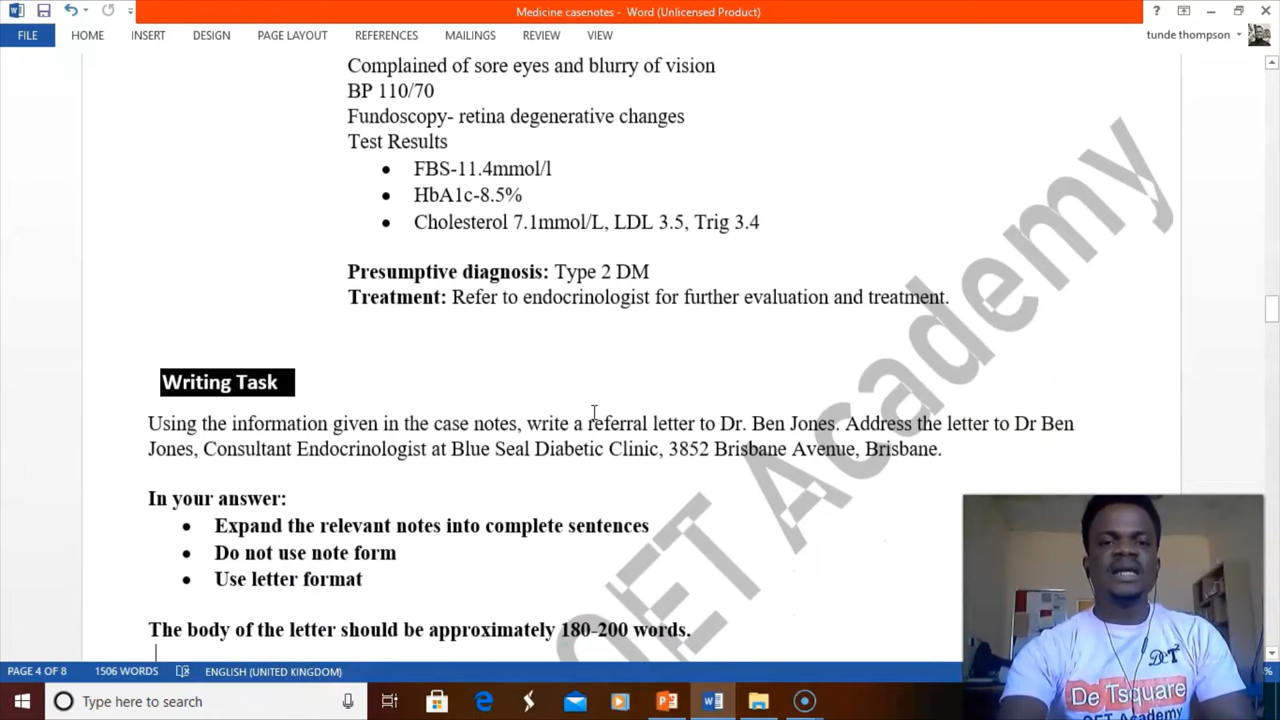 Medicine casenotes - Word (Unlicensed Product)
FILE HOME INSERT DESIGN PAGE LAYOUT REFERENCES MAILINGS REVIEW VIEW tunde thompson
Complained of sore eyes and blurry of vision
BP 110/70
Fundoscopy- retina degenerative changes
Test Results
• FBS-11.4mmol/l
• HbA1c-8.5%
• Cholesterol 7.1mmol/L, LDL 3.5, Trig 3.4
Presumptive diagnosis: Type 2 DM
Treatment: Refer to endocrinologist for further evaluation and treatment.
Writing Task
Using the information given in the case notes, write a referral letter to Dr. Ben Jones. Address the letter to Dr Ben
Jones, Consultant Endocrinologist at Blue Seal Diabetic Clinic, 3852 Brisbane Avenue, Brisbane.
In your answer:
• Expand the relevant notes into complete sentences
• Do not use note form
• Use letter format
The body of the letter should be approximately 180-200 words.
OET Academy
De Tsquare
OET Academy
PAGE 4 OF 8 1506 WORDS ENGLISH (UNITED KINGDOM)
Type here to search